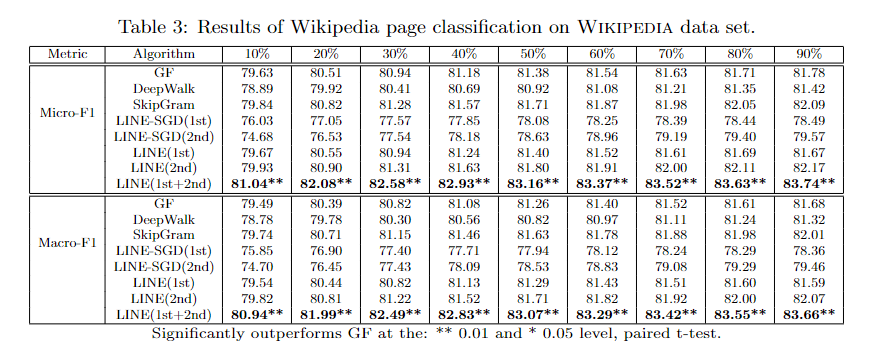 Table 3: Results of Wikipedia page classification on WIKIPEDIA data set.
Metric Algorithm 10% 20% 30% 40% 50% 60% 70% 80% 90%
Micro-F1
GF 79.63 80.51 80.94 81.18 81.38 81.54 81.63 81.71 81.78
DeepWalk 78.89 79.92 80.41 80.69 80.92 81.08 81.21 81.35 81.42
SkipGram 79.84 80.82 81.28 81.57 81.71 81.87 81.98 82.05 82.09
LINE-SGD(1st) 76.03 77.05 77.57 77.85 78.08 78.25 78.39 78.44 78.49
LINE-SGD(2nd) 74.68 76.53 77.54 78.18 78.63 78.96 79.19 79.40 79.57
LINE(1st) 79.67 80.55 80.94 81.24 81.40 81.52 81.61 81.69 81.67
LINE(2nd) 79.93 80.90 81.31 81.63 81.80 81.91 82.00 82.11 82.17
LINE(1st+2nd) 81.04** 82.08** 82.58** 82.93** 83.16** 83.37** 83.52** 83.63** 83.74**
Macro-F1
GF 79.49 80.39 80.82 81.08 81.26 81.40 81.52 81.61 81.68
DeepWalk 78.78 79.78 80.30 80.56 80.82 80.97 81.11 81.24 81.32
SkipGram 79.74 80.71 81.15 81.46 81.63 81.78 81.88 81.98 82.01
LINE-SGD(1st) 75.85 76.90 77.40 77.71 77.94 78.12 78.24 78.29 78.36
LINE-SGD(2nd) 74.70 76.45 77.43 78.09 78.53 78.83 79.08 79.29 79.46
LINE(1st) 79.54 80.44 80.82 81.13 81.29 81.43 81.51 81.60 81.59
LINE(2nd) 79.82 80.81 81.22 81.52 81.71 81.82 81.92 82.00 82.07
LINE(1st+2nd) 80.94** 81.99** 82.49** 82.83** 83.07** 83.29** 83.42** 83.55** 83.66**
Significantly outperforms GF at the: ** 0.01 and * 0.05 level, paired t-test.